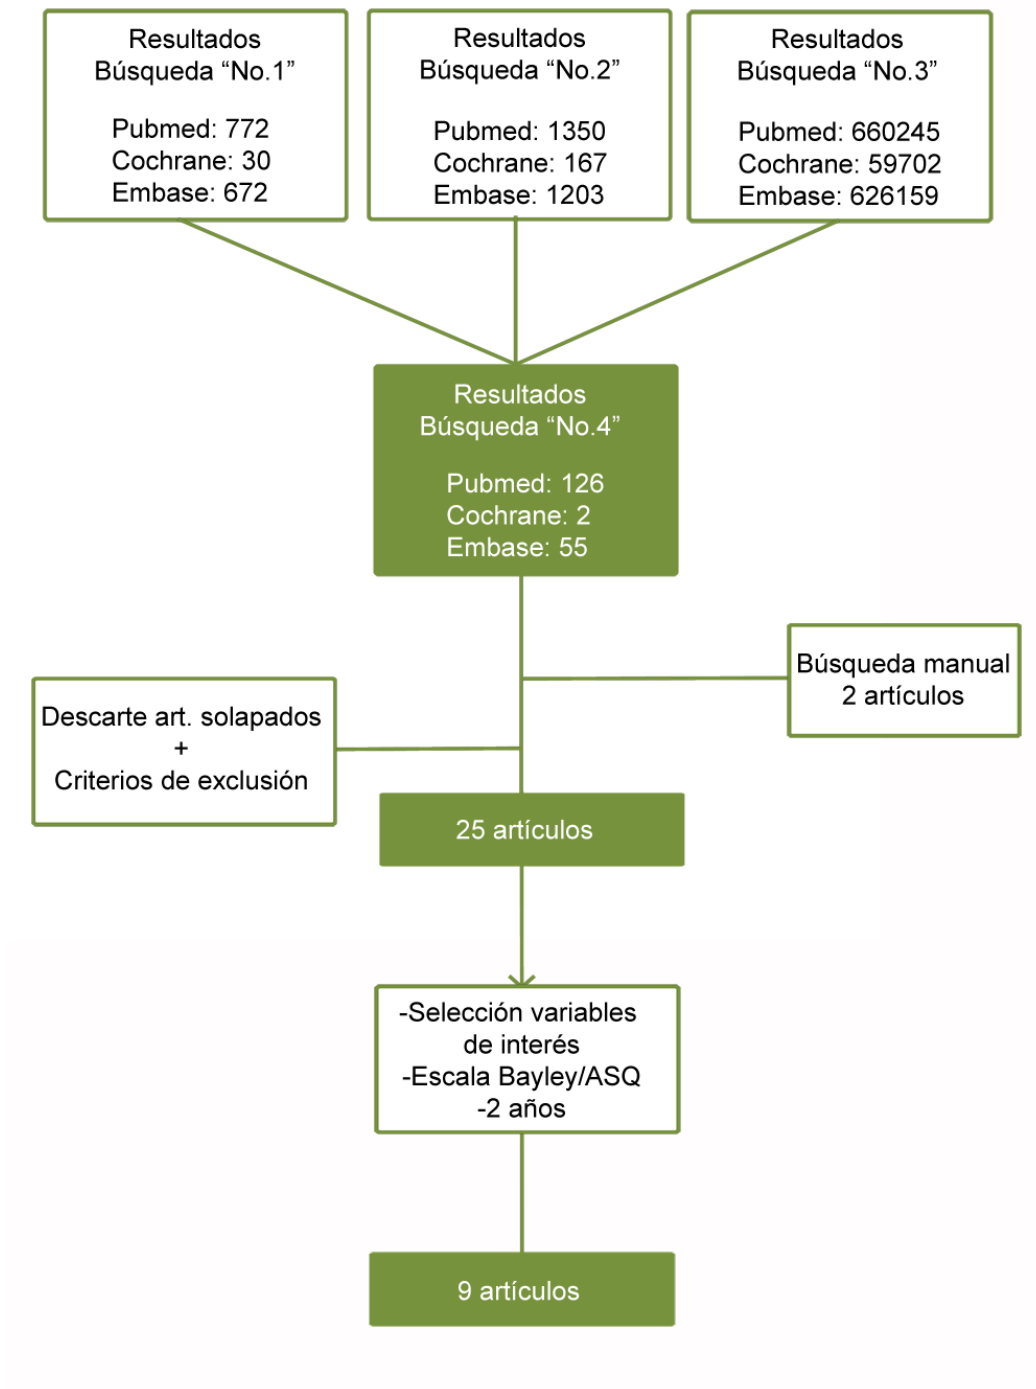 Resultados
Búsqueda “No.1”
Pubmed: 772
Cochrane: 30
Embase: 672
Resultados
Búsqueda “No.2”
Pubmed: 1350
Cochrane: 167
Embase: 1203
Resultados
Búsqueda “No.3”
Pubmed: 660245
Cochrane: 59702
Embase: 626159
Resultados
Búsqueda “No.4”
Pubmed: 126
Cochrane: 2
Embase: 55
Búsqueda manual
2 artículos
Descarte art. solapados
+
Criterios de exclusión
25 artículos
-Selección variables
de interés
-Escala Bayley/ASQ
-2 años
9 artículos